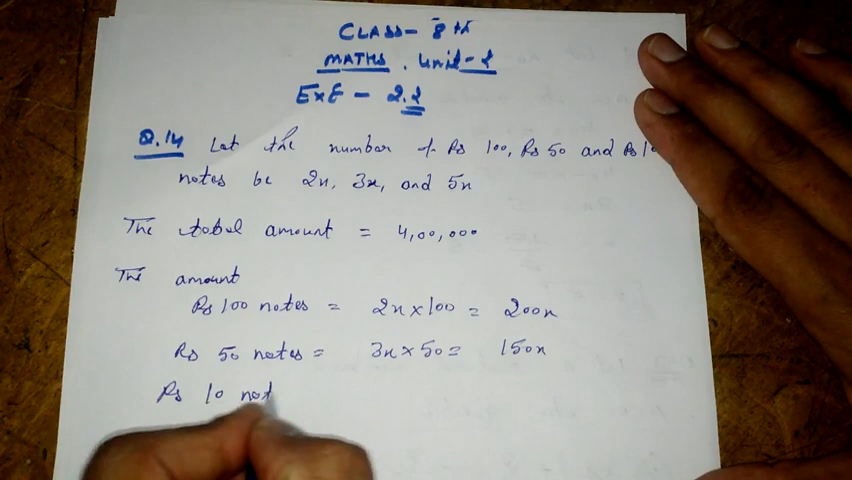 CLASS - 8th
MATHS. Unit - 2
EXE - 2.2
Q.14 Let the number of Rs 100, Rs 50 and Rs 10
notes be 2x, 3x, and 5x
The total amount = 4,00,000
The amount
Rs 100 notes = 2x × 100 = 200x
Rs 50 notes = 3x × 50 = 150x
Rs 10 not